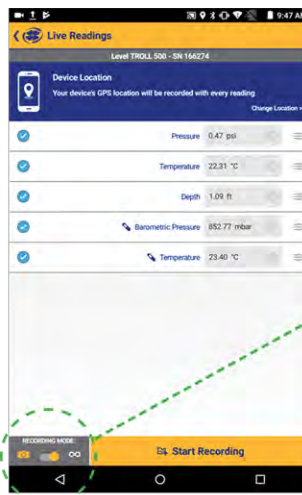 9:47 AM
Live Readings
Level TROLL 500 - SN 166274
Device Location
Your device's GPS location will be recorded with every reading
Change Location
Pressure 0.47 psi
Temperature 22.31 °C
Depth 1.09 ft
Barometric Pressure 852.77 mbar
Temperature 23.40 °C
RECORDING MODE:
Start Recording